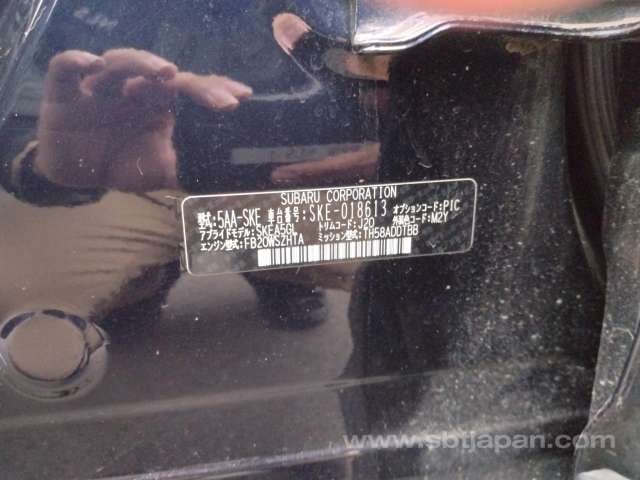 SUBARU CORPORATION
型式:5AA-SKE 車台番号:SKE-018613 オプションコード:P1C
アプライドモデル:SKEA5GL トリムコード:J20 外装色コード:M2Y
エンジン型式:FB20WSZHTA ミッション型式:TH58ADDTBB
www.sbtjapan.com